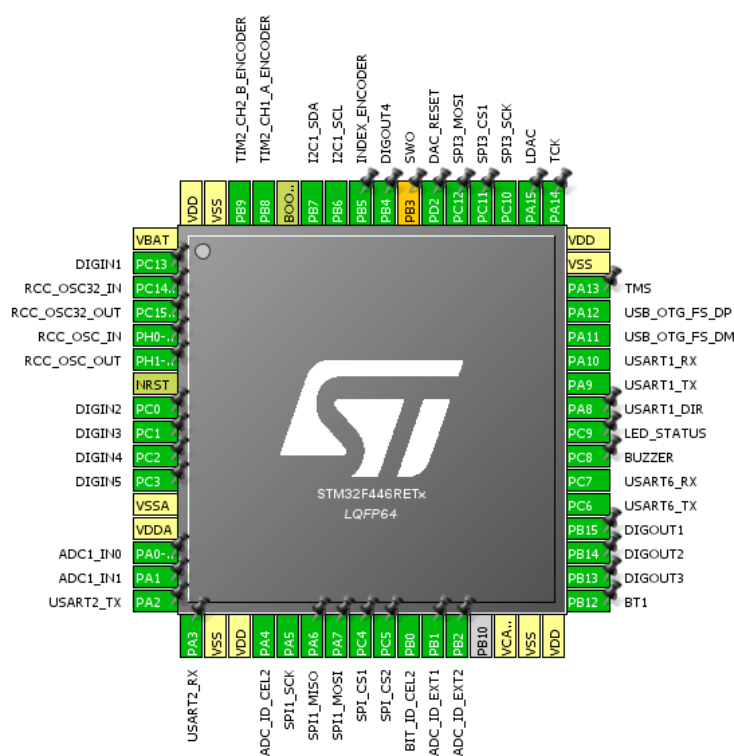 TIM2_CH2_B_ENCODER
TIM2_CH1_A_ENCODER
I2C1_SDA
I2C1_SCL
INDEX_ENCODER
DIGOUT4
SWO
DAC_RESET
SPI3_MOSI
SPI3_CS1
SPI3_SCK
LDAC
TCK
VDD
VSS
PB9
PB8
BOO..
PB7
PB6
PB5
PB4
PB3
PD2
PC12
PC11
PC10
PA15
PA14
VBAT
DIGIN1 PC13
RCC_OSC32_IN PC14..
RCC_OSC32_OUT PC15..
RCC_OSC_IN PH0-..
RCC_OSC_OUT PH1-..
NRST
DIGIN2 PC0
DIGIN3 PC1
DIGIN4 PC2
DIGIN5 PC3
VSSA
VDDA
ADC1_IN0 PA0-..
ADC1_IN1 PA1
USART2_TX PA2
ST
STM32F446RETx
LQFP64
VDD
VSS
PA13 TMS
PA12 USB_OTG_FS_DP
PA11 USB_OTG_FS_DM
PA10 USART1_RX
PA9 USART1_TX
PA8 USART1_DIR
PC9 LED_STATUS
PC8 BUZZER
PC7 USART6_RX
PC6 USART6_TX
PB15 DIGOUT1
PB14 DIGOUT2
PB13 DIGOUT3
PB12 BT1
PA3
VSS
VDD
PA4
PA5
PA6
PA7
PC4
PC5
PB0
PB1
PB2
PB10
VCA..
VSS
VDD
USART2_RX
ADC_ID_CEL2
SPI1_SCK
SPI1_MISO
SPI1_MOSI
SPI_CS1
SPI_CS2
BIT_ID_CEL2
ADC_ID_EXT1
ADC_ID_EXT2